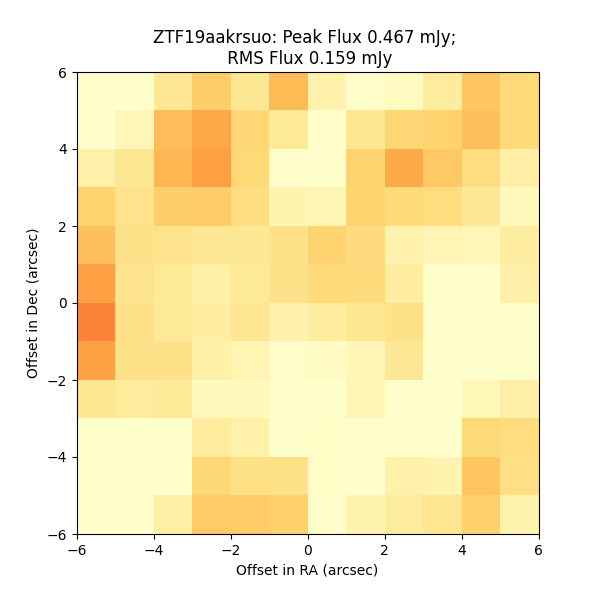 ZTF19aakrsuo: Peak Flux 0.467 mJy;
RMS Flux 0.159 mJy
6
4
2
0
−2
−4
−6
Offset in Dec (arcsec)
−6 −4 −2 0 2 4 6
Offset in RA (arcsec)